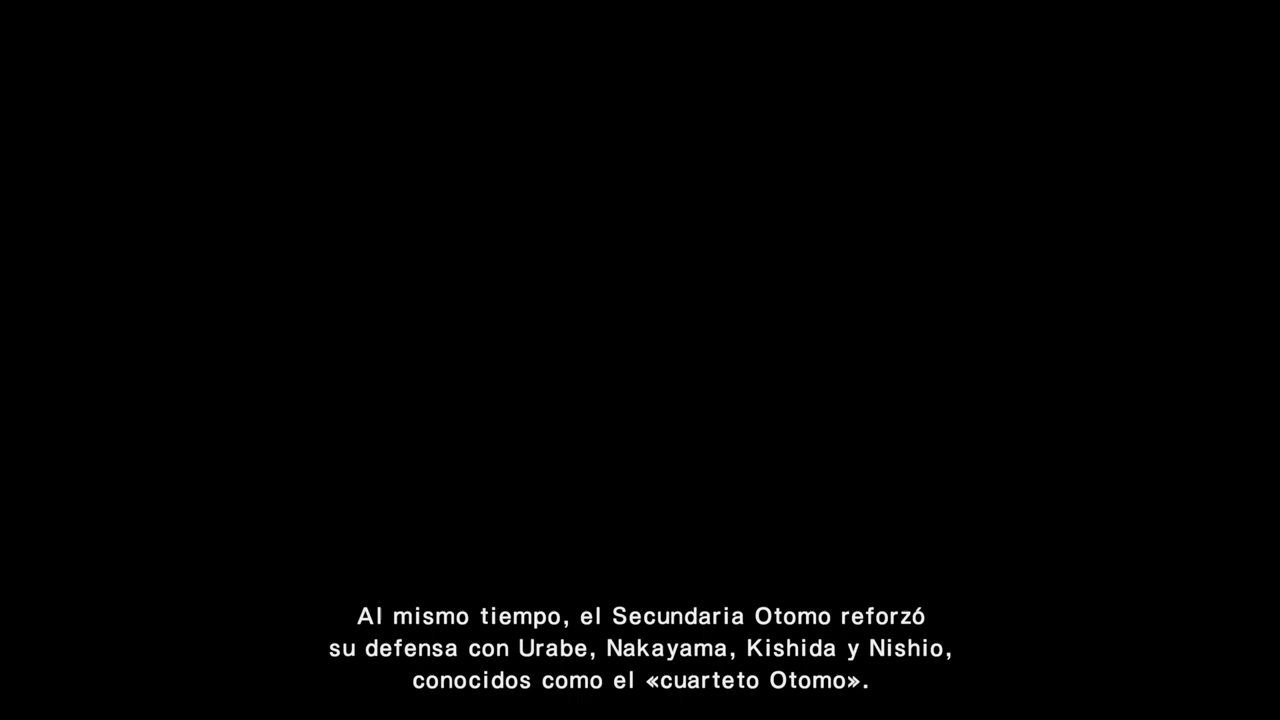 Al mismo tiempo, el Secundaria Otomo reforzó
su defensa con Urabe, Nakayama, Kishida y Nishio,
conocidos como el «cuarteto Otomo».